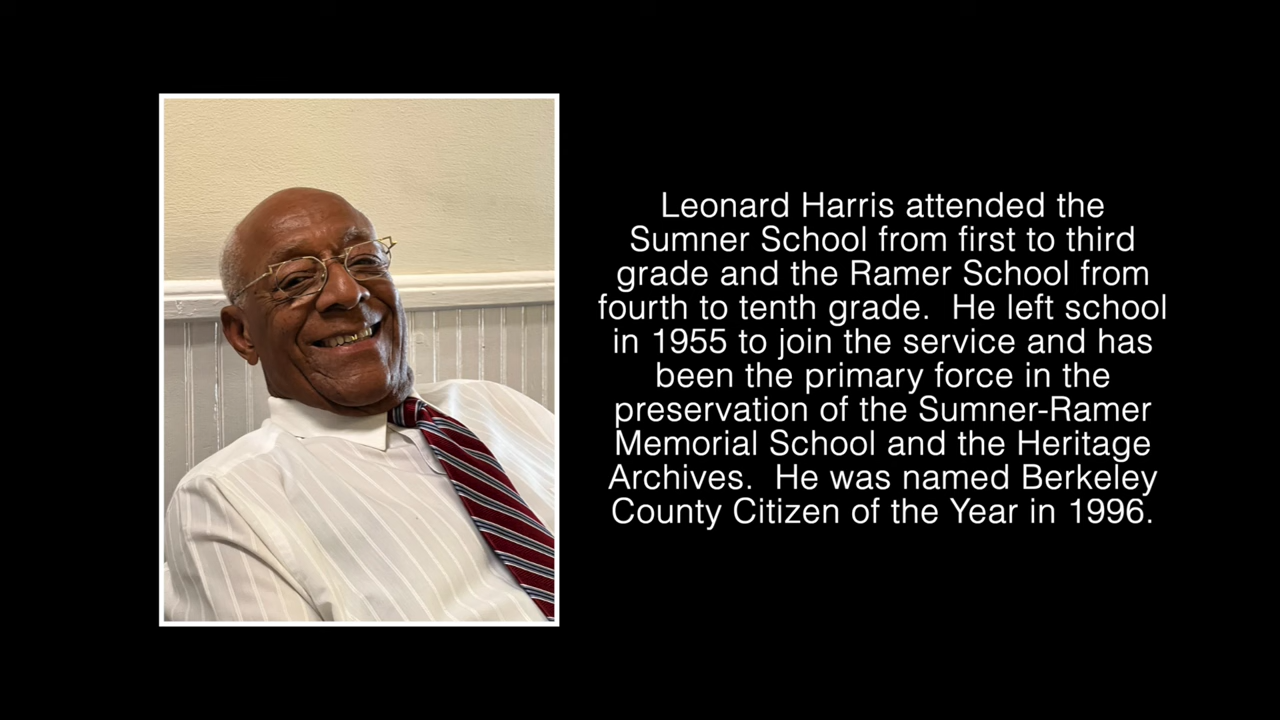 Leonard Harris attended the
Sumner School from first to third
grade and the Ramer School from
fourth to tenth grade.  He left school
in 1955 to join the service and has
been the primary force in the
preservation of the Sumner-Ramer
Memorial School and the Heritage
Archives.  He was named Berkeley
County Citizen of the Year in 1996.